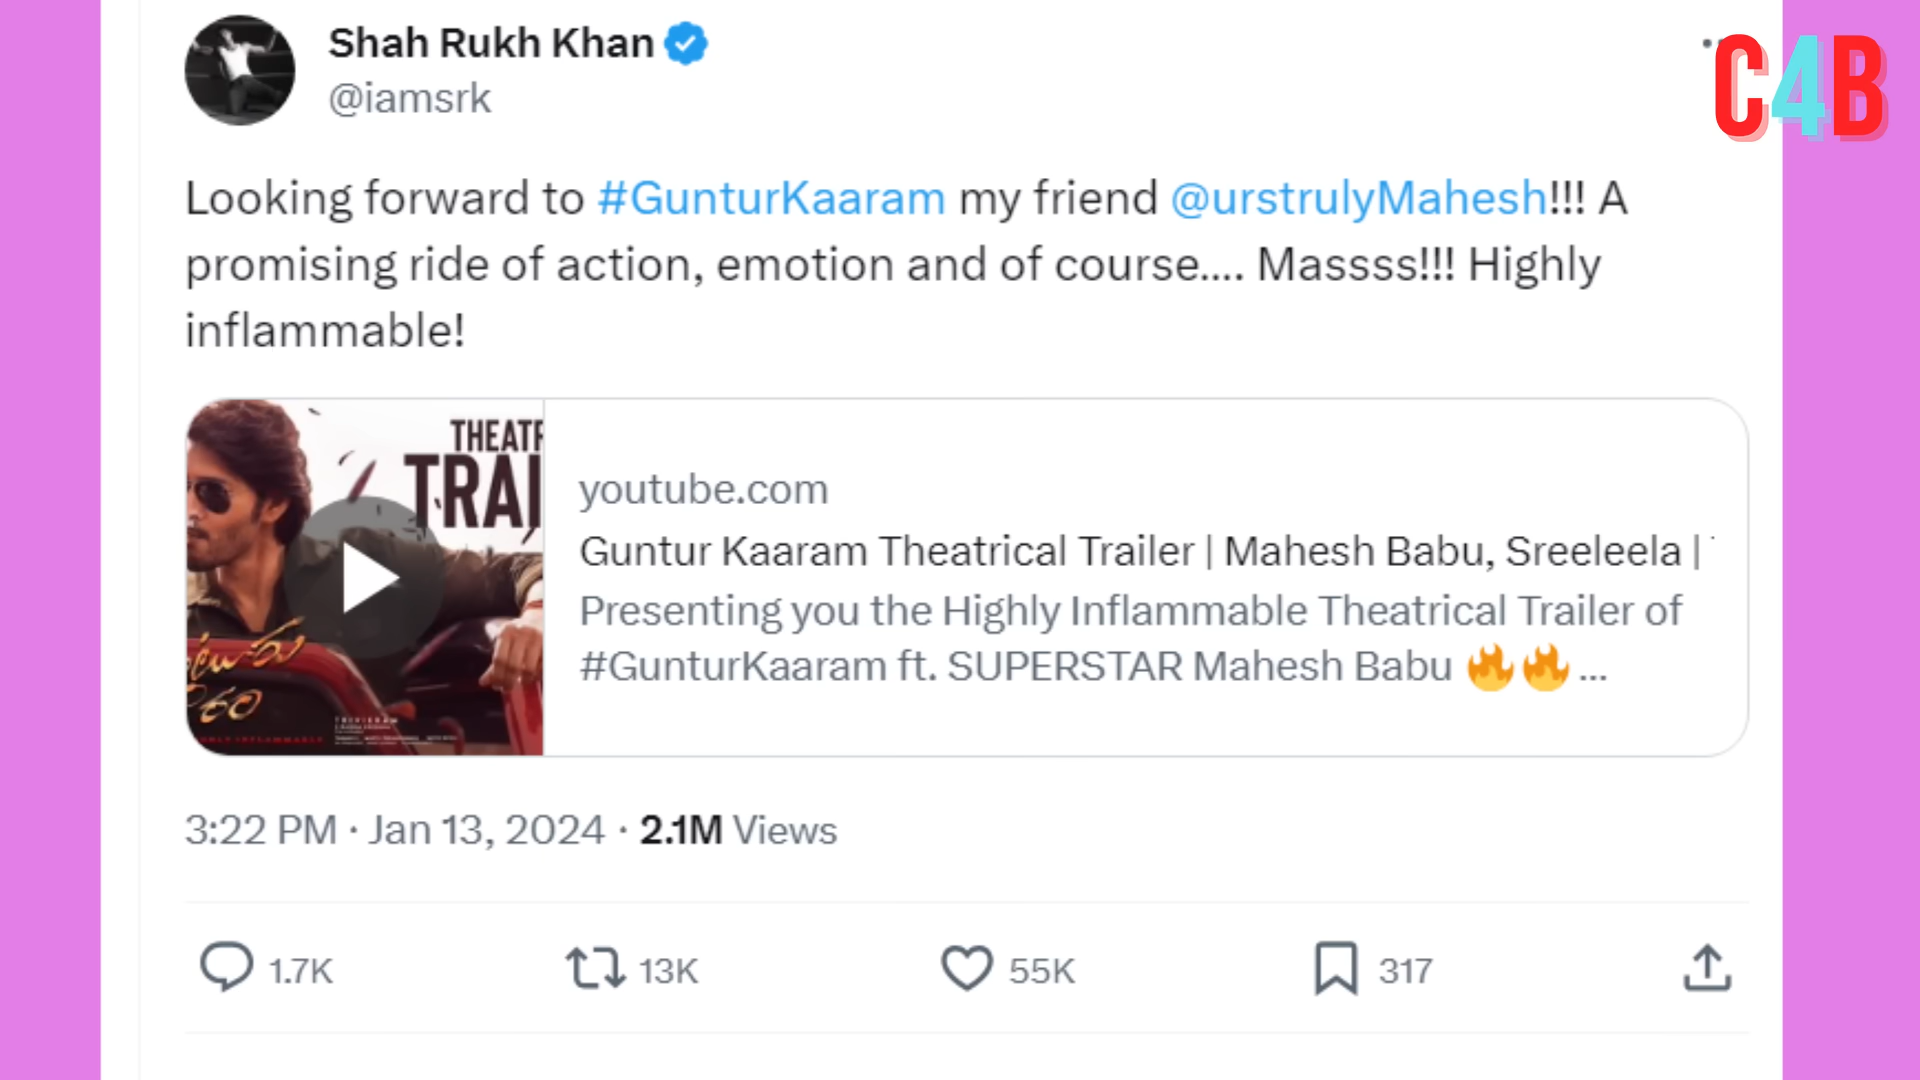 Shah Rukh Khan
@iamsrk
C4B
Looking forward to #GunturKaaram my friend @urstrulyMahesh!!! A
promising ride of action, emotion and of course.... Massss!!! Highly
inflammable!
THEATR
TRAI
youtube.com
Guntur Kaaram Theatrical Trailer | Mahesh Babu, Sreeleela |
Presenting you the Highly Inflammable Theatrical Trailer of
#GunturKaaram ft. SUPERSTAR Mahesh Babu 🔥🔥...
TRIVIKRAM
3:22 PM · Jan 13, 2024 · 2.1M Views
1.7K 13K 55K 317